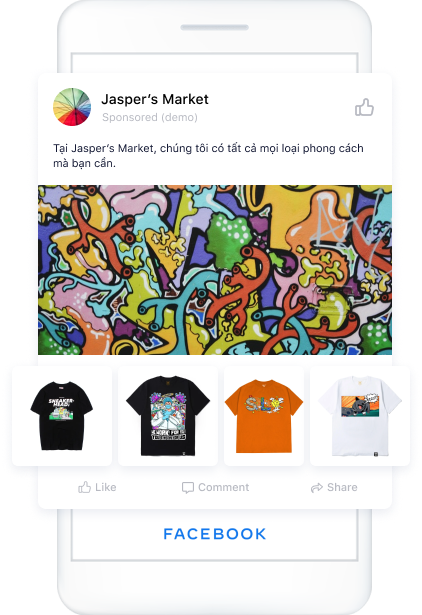 Jasper's Market
Sponsored (demo)
Tại Jasper's Market, chúng tôi có tất cả mọi loại phong cách
mà bạn cần.
SNEAKER-
HEAD.
Like
Comment
Share
FACEBOOK